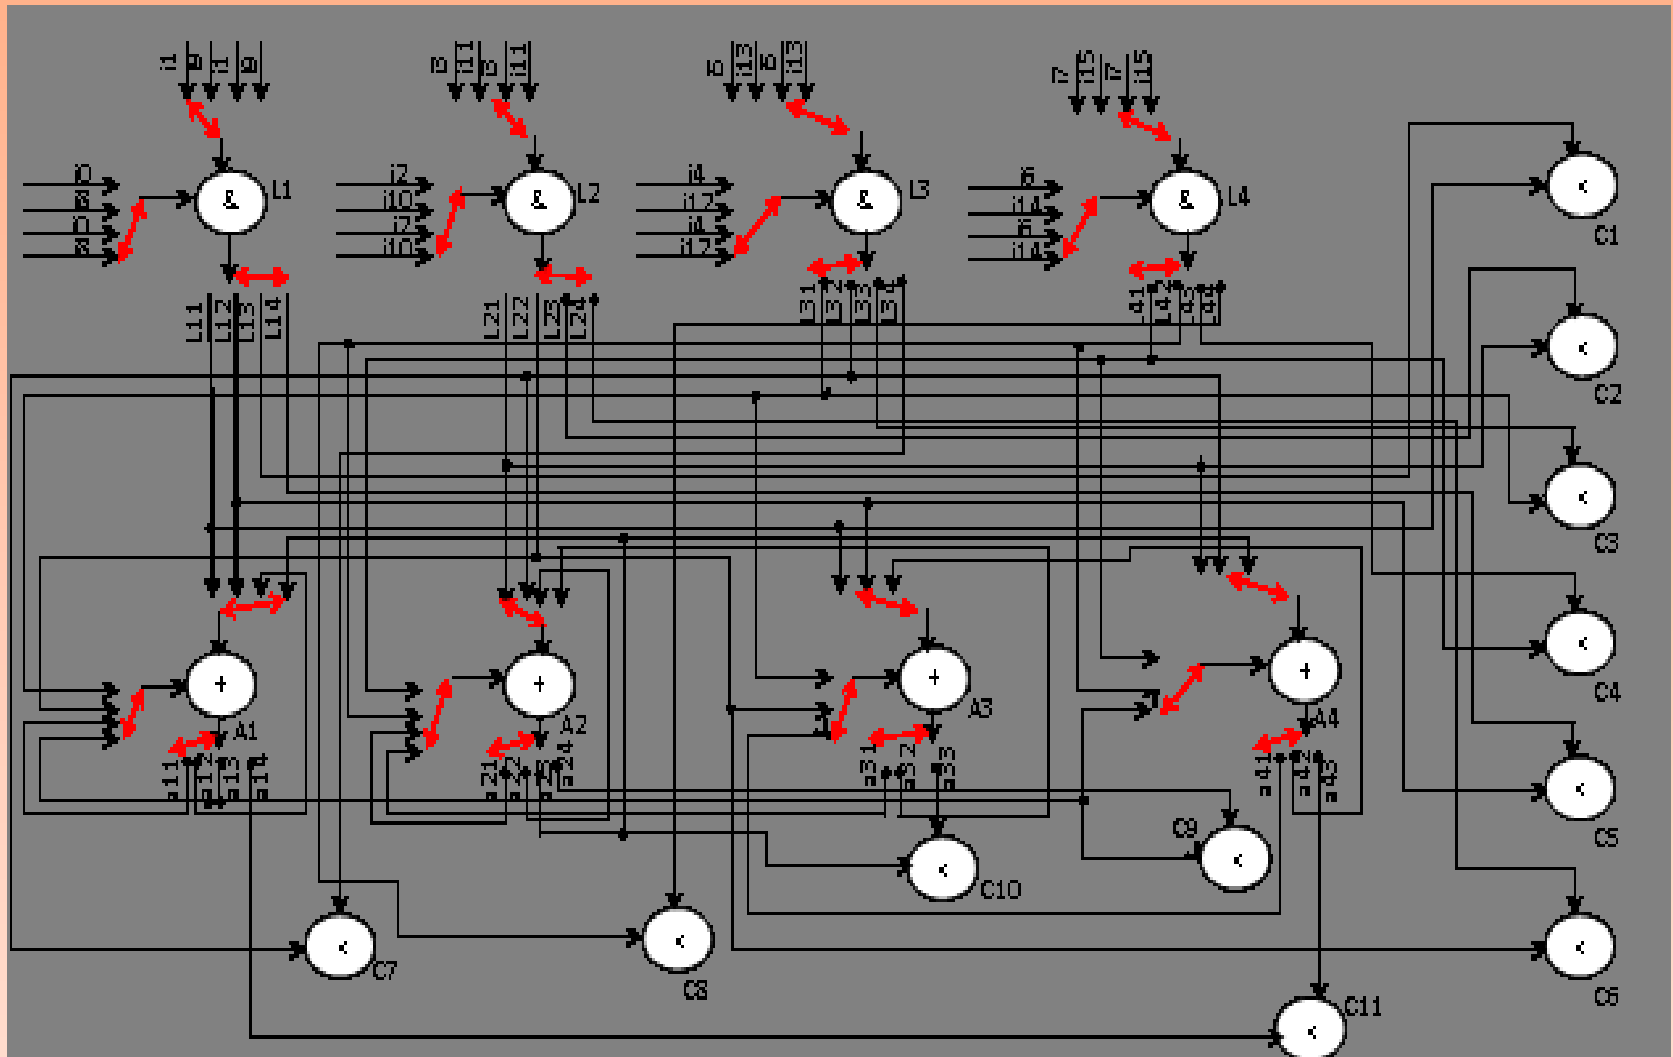 i1 i9 i1 i9
i3 i11 i3 i11
i5 i13 i5 i13
i7 i15 i7 i15
i0
i8
i0
i8
& L1
i2
i10
i2
i10
& L2
i4
i12
i4
i12
& L3
i6
i14
i6
i14
& L4
< C1
L11 L12 L13 L14
L21 L22 L23 L24
L31 L32 L33 L34
L41 L42 L43 L44
< C2
< C3
+ A1
+ A2
+ A3
+ A4
< C4
a11 a12 a13 a14
a21 a22 a23 a24
a31 a32 a33
a41 a42 a43
< C5
< C10
< C9
< C7
< C8
< C6
< C11